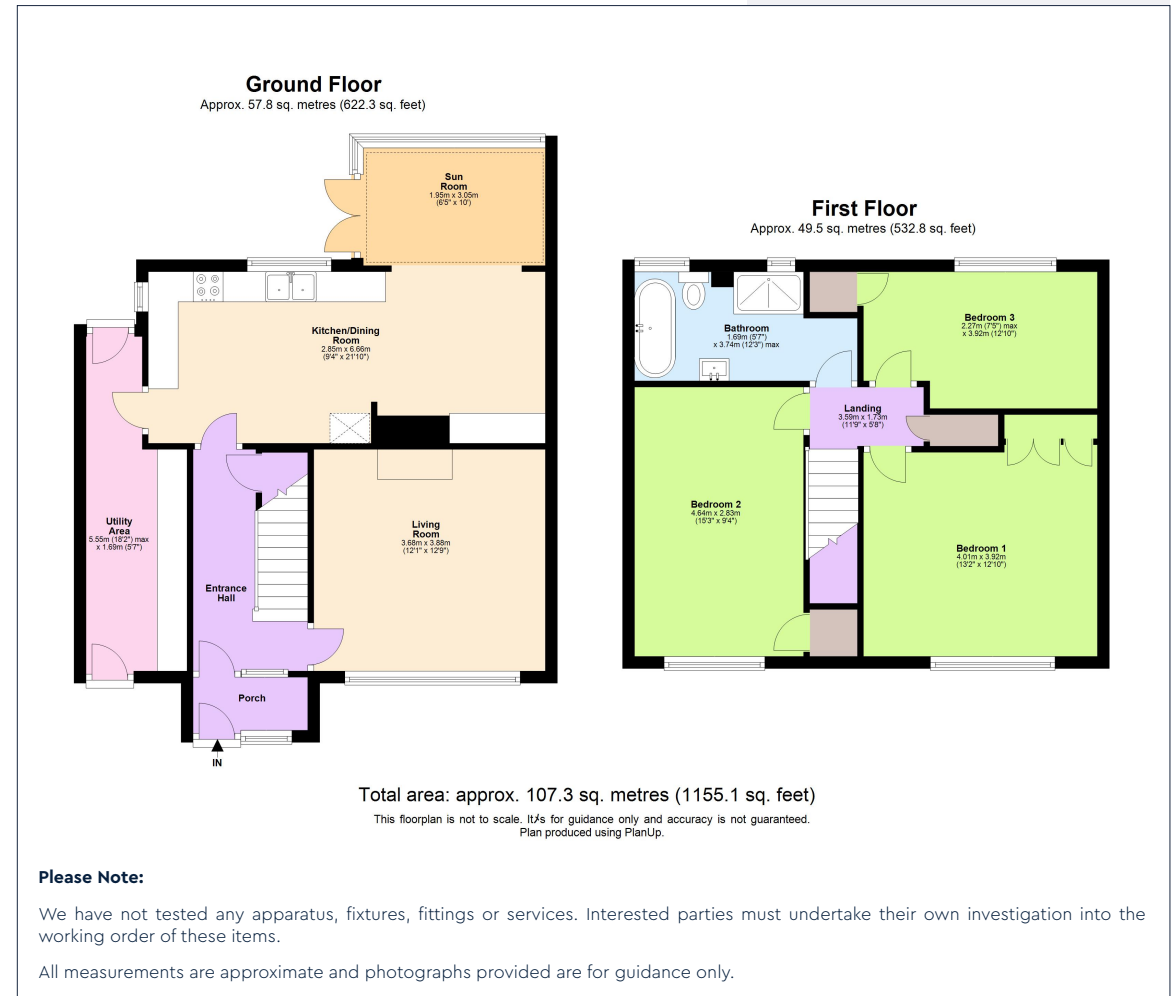 Ground Floor
Approx. 57.8 sq. metres (622.3 sq. feet)
Sun
Room
1.95m x 3.05m
(6'5" x 10')
Kitchen/Dining
Room
2.85m x 6.66m
(9'4" x 21'10")
Utility
Area
5.55m (18'2") max
x 1.69m (5'7")
Living
Room
3.68m x 3.88m
(12'1" x 12'9")
Entrance
Hall
Porch
IN
First Floor
Approx. 49.5 sq. metres (532.8 sq. feet)
Bathroom
1.69m (5'7")
x 3.74m (12'3") max
Bedroom 3
2.27m (7'5") max
x 3.92m (12'10")
Landing
3.59m x 1.73m
(11'9" x 5'8")
Bedroom 2
4.64m x 2.83m
(15'3" x 9'4")
Bedroom 1
4.01m x 3.92m
(13'2" x 12'10")
Total area: approx. 107.3 sq. metres (1155.1 sq. feet)
This floorplan is not to scale. It's for guidance only and accuracy is not guaranteed.
Plan produced using PlanUp.
Please Note:
We have not tested any apparatus, fixtures, fittings or services. Interested parties must undertake their own investigation into the
working order of these items.
All measurements are approximate and photographs provided are for guidance only.